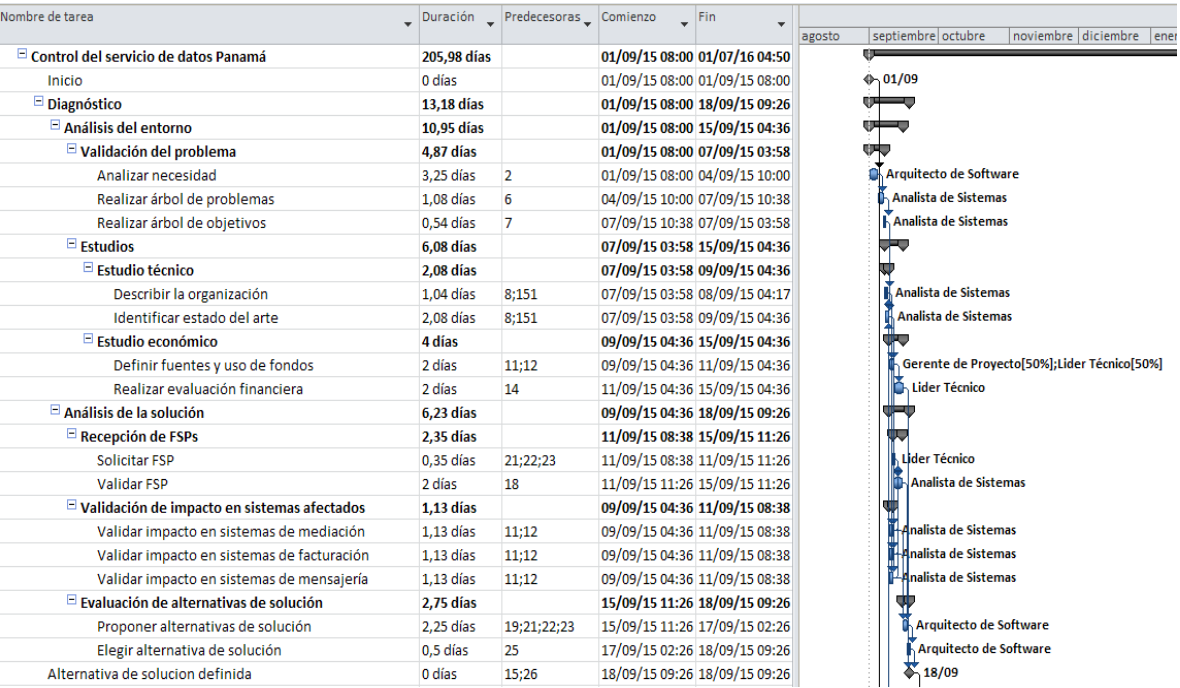 Nombre de tarea Duración Predecesoras Comienzo Fin
agosto septiembre octubre noviembre diciembre ener
Control del servicio de datos Panamá 205,98 días 01/09/15 08:00 01/07/16 04:50
Inicio 0 días 01/09/15 08:00 01/09/15 08:00 01/09
Diagnóstico 13,18 días 01/09/15 08:00 18/09/15 09:26
Análisis del entorno 10,95 días 01/09/15 08:00 15/09/15 04:36
Validación del problema 4,87 días 01/09/15 08:00 07/09/15 03:58
Analizar necesidad 3,25 días 2 01/09/15 08:00 04/09/15 10:00 Arquitecto de Software
Realizar árbol de problemas 1,08 días 6 04/09/15 10:00 07/09/15 10:38 Analista de Sistemas
Realizar árbol de objetivos 0,54 días 7 07/09/15 10:38 07/09/15 03:58 Analista de Sistemas
Estudios 6,08 días 07/09/15 03:58 15/09/15 04:36
Estudio técnico 2,08 días 07/09/15 03:58 09/09/15 04:36
Describir la organización 1,04 días 8;151 07/09/15 03:58 08/09/15 04:17 Analista de Sistemas
Identificar estado del arte 2,08 días 8;151 07/09/15 03:58 09/09/15 04:36 Analista de Sistemas
Estudio económico 4 días 09/09/15 04:36 15/09/15 04:36
Definir fuentes y uso de fondos 2 días 11;12 09/09/15 04:36 11/09/15 04:36 Gerente de Proyecto[50%];Lider Técnico[50%]
Realizar evaluación financiera 2 días 14 11/09/15 04:36 15/09/15 04:36 Lider Técnico
Análisis de la solución 6,23 días 09/09/15 04:36 18/09/15 09:26
Recepción de FSPs 2,35 días 11/09/15 08:38 15/09/15 11:26
Solicitar FSP 0,35 días 21;22;23 11/09/15 08:38 11/09/15 11:26 Lider Técnico
Validar FSP 2 días 18 11/09/15 11:26 15/09/15 11:26 Analista de Sistemas
Validación de impacto en sistemas afectados 1,13 días 09/09/15 04:36 11/09/15 08:38
Validar impacto en sistemas de mediación 1,13 días 11;12 09/09/15 04:36 11/09/15 08:38 Analista de Sistemas
Validar impacto en sistemas de facturación 1,13 días 11;12 09/09/15 04:36 11/09/15 08:38 Analista de Sistemas
Validar impacto en sistemas de mensajería 1,13 días 11;12 09/09/15 04:36 11/09/15 08:38 Analista de Sistemas
Evaluación de alternativas de solución 2,75 días 15/09/15 11:26 18/09/15 09:26
Proponer alternativas de solución 2,25 días 19;21;22;23 15/09/15 11:26 17/09/15 02:26 Arquitecto de Software
Elegir alternativa de solución 0,5 días 25 17/09/15 02:26 18/09/15 09:26 Arquitecto de Software
Alternativa de solucion definida 0 días 15;26 18/09/15 09:26 18/09/15 09:26 18/09